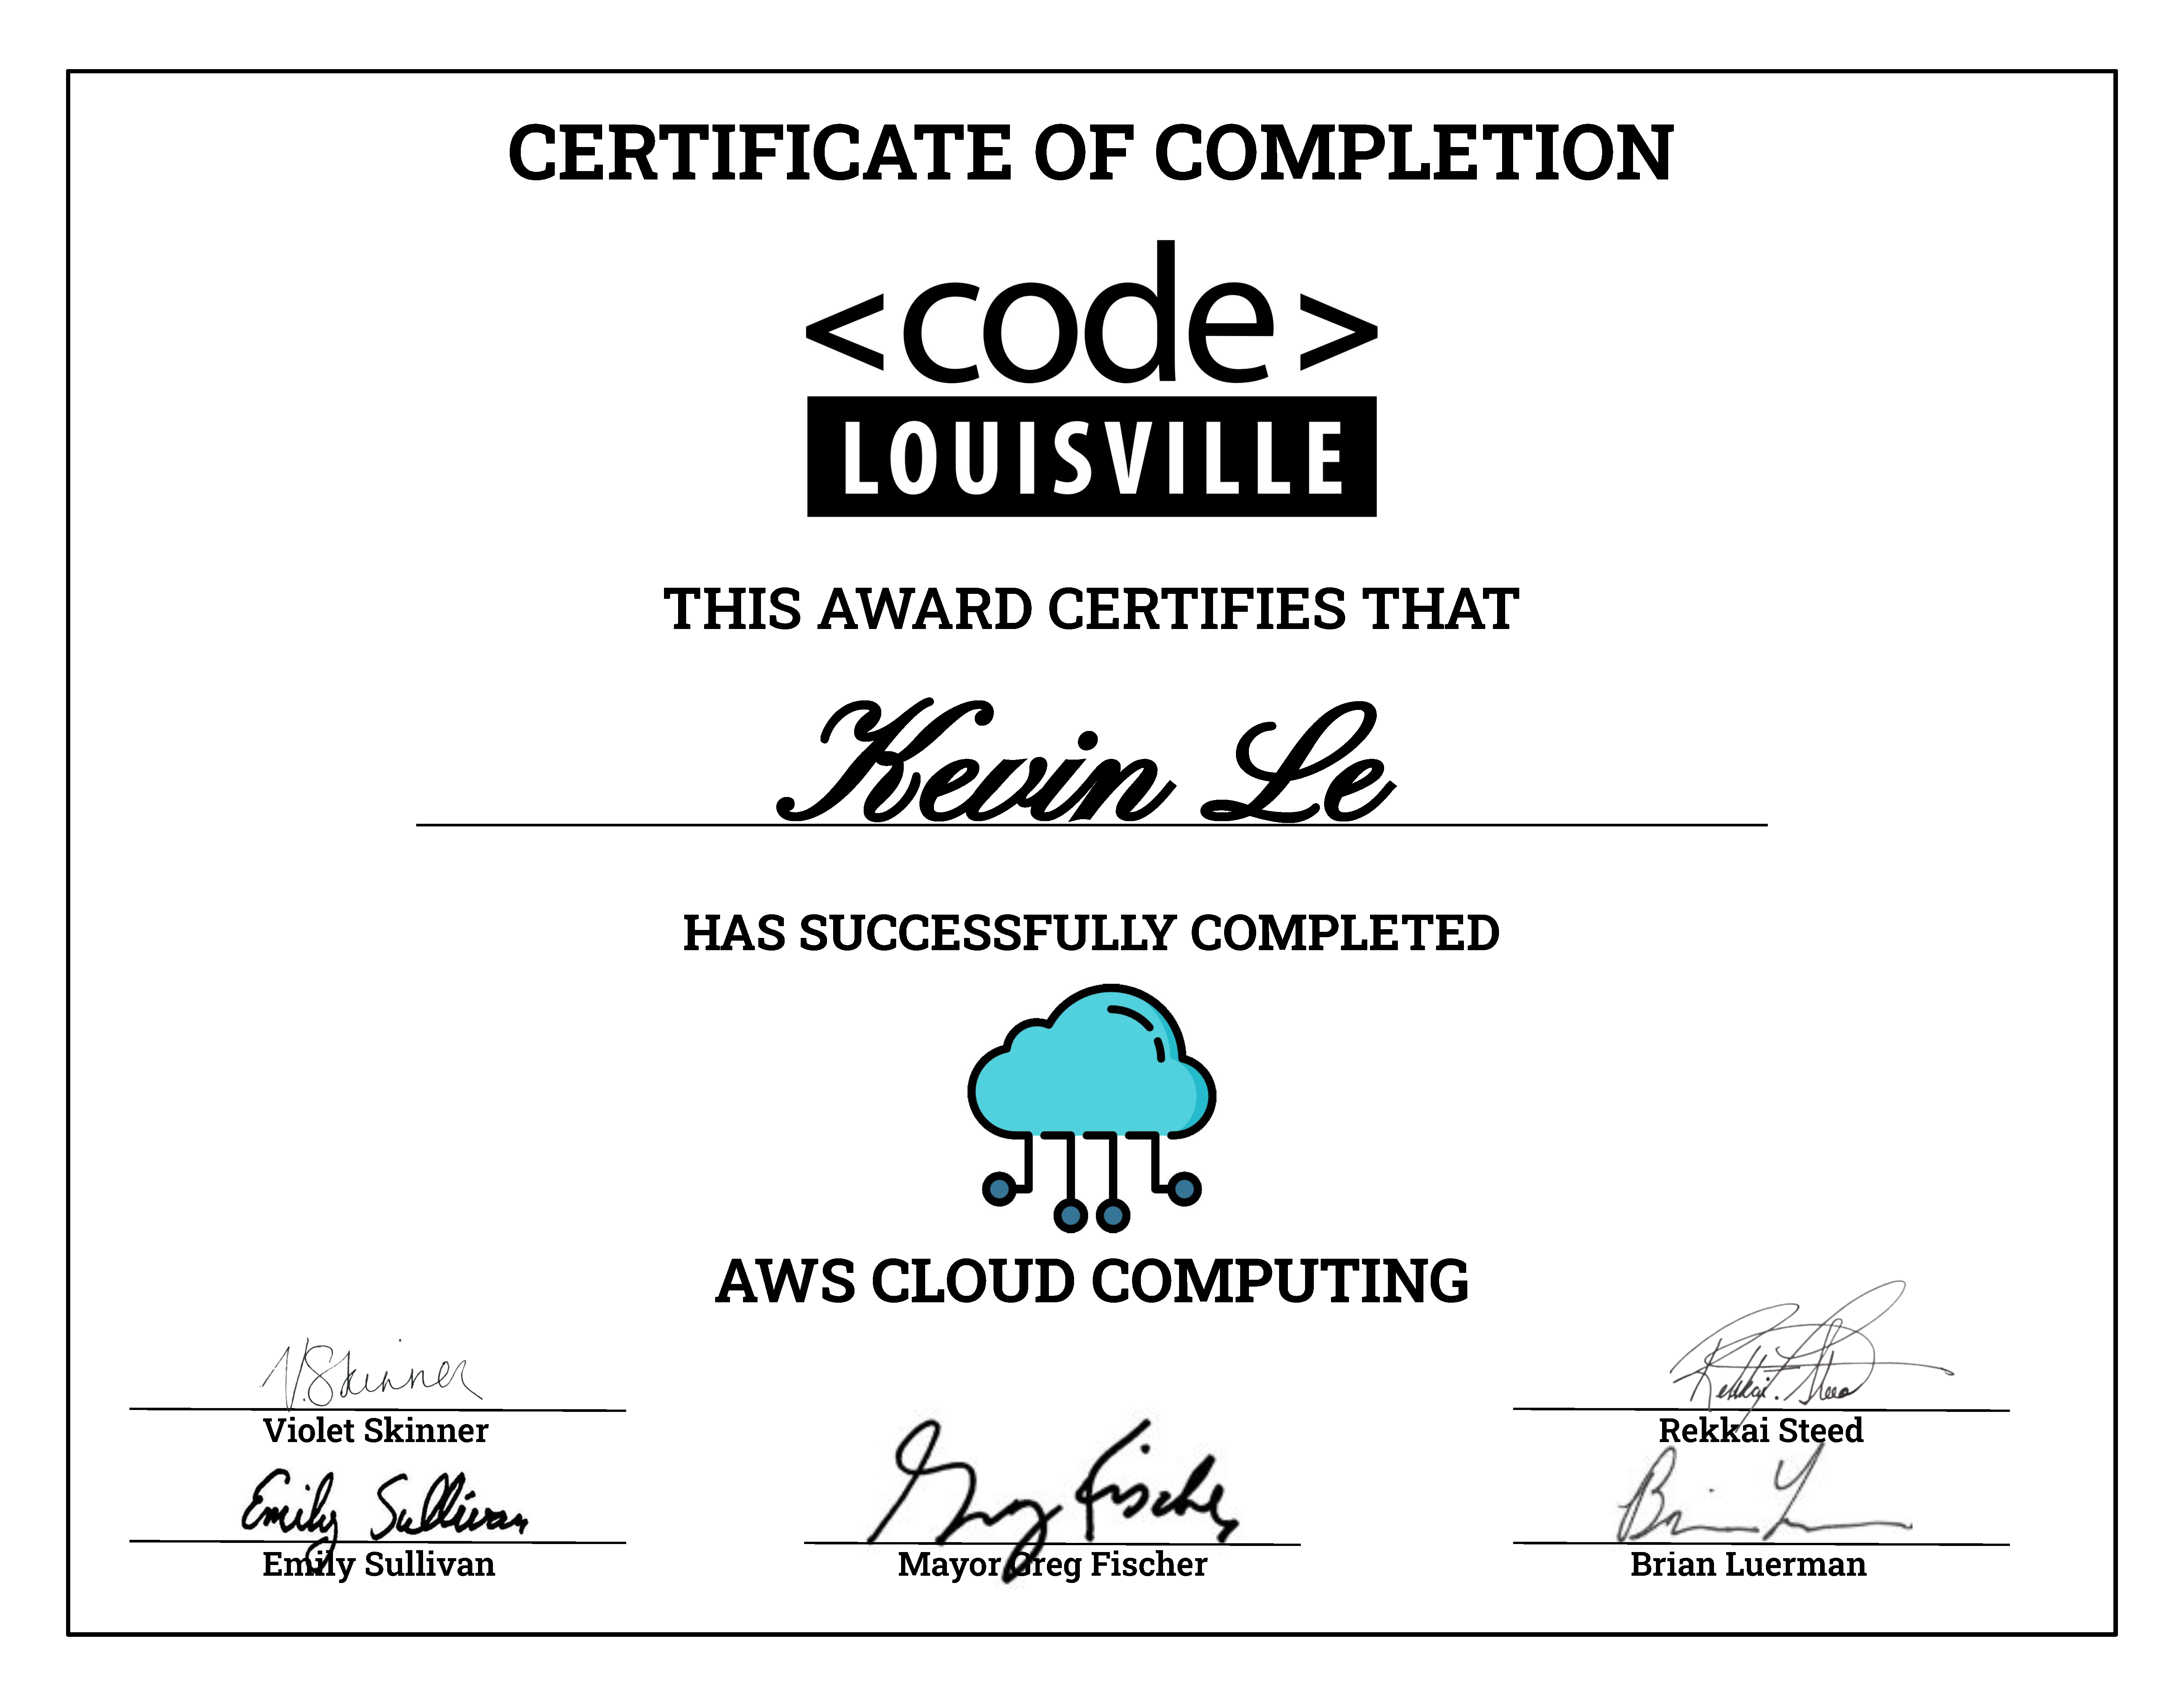 CERTIFICATE OF COMPLETION
<code>
LOUISVILLE
THIS AWARD CERTIFIES THAT
Kevin Le
HAS SUCCESSFULLY COMPLETED
AWS CLOUD COMPUTING
V.Skinner
Violet Skinner
Rekkai Steed
Rekkai Steed
Emily Sullivan
Emily Sullivan
Greg Fischer
Mayor Greg Fischer
Brian Luerman